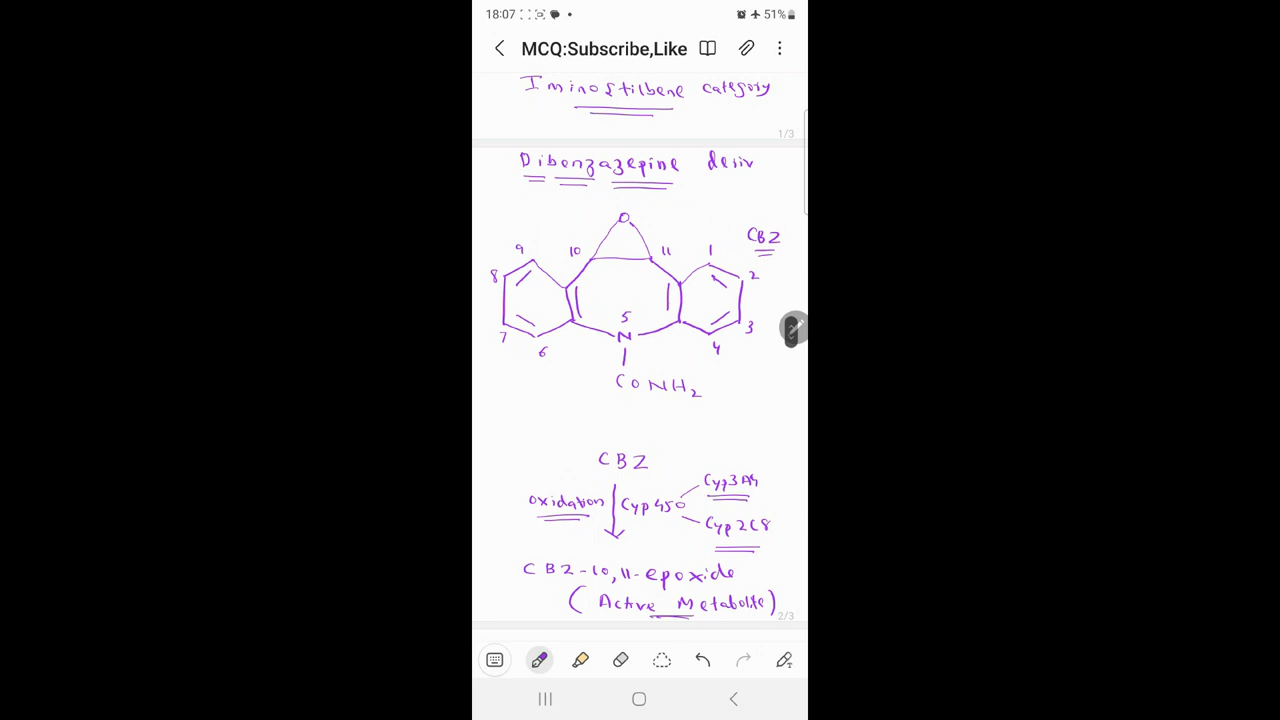 18:07 51%
MCQ:Subscribe,Like
Iminostilbene category
1/3
Dibenzazepine deriv
O
CBZ
9 10 11 1
8 2
5
7 N 3
6 4
CONH2
CBZ
Cyp3A4
oxidation Cyp450
Cyp2C8
CBZ-10,11-epoxide
(Active Metabolite)
2/3